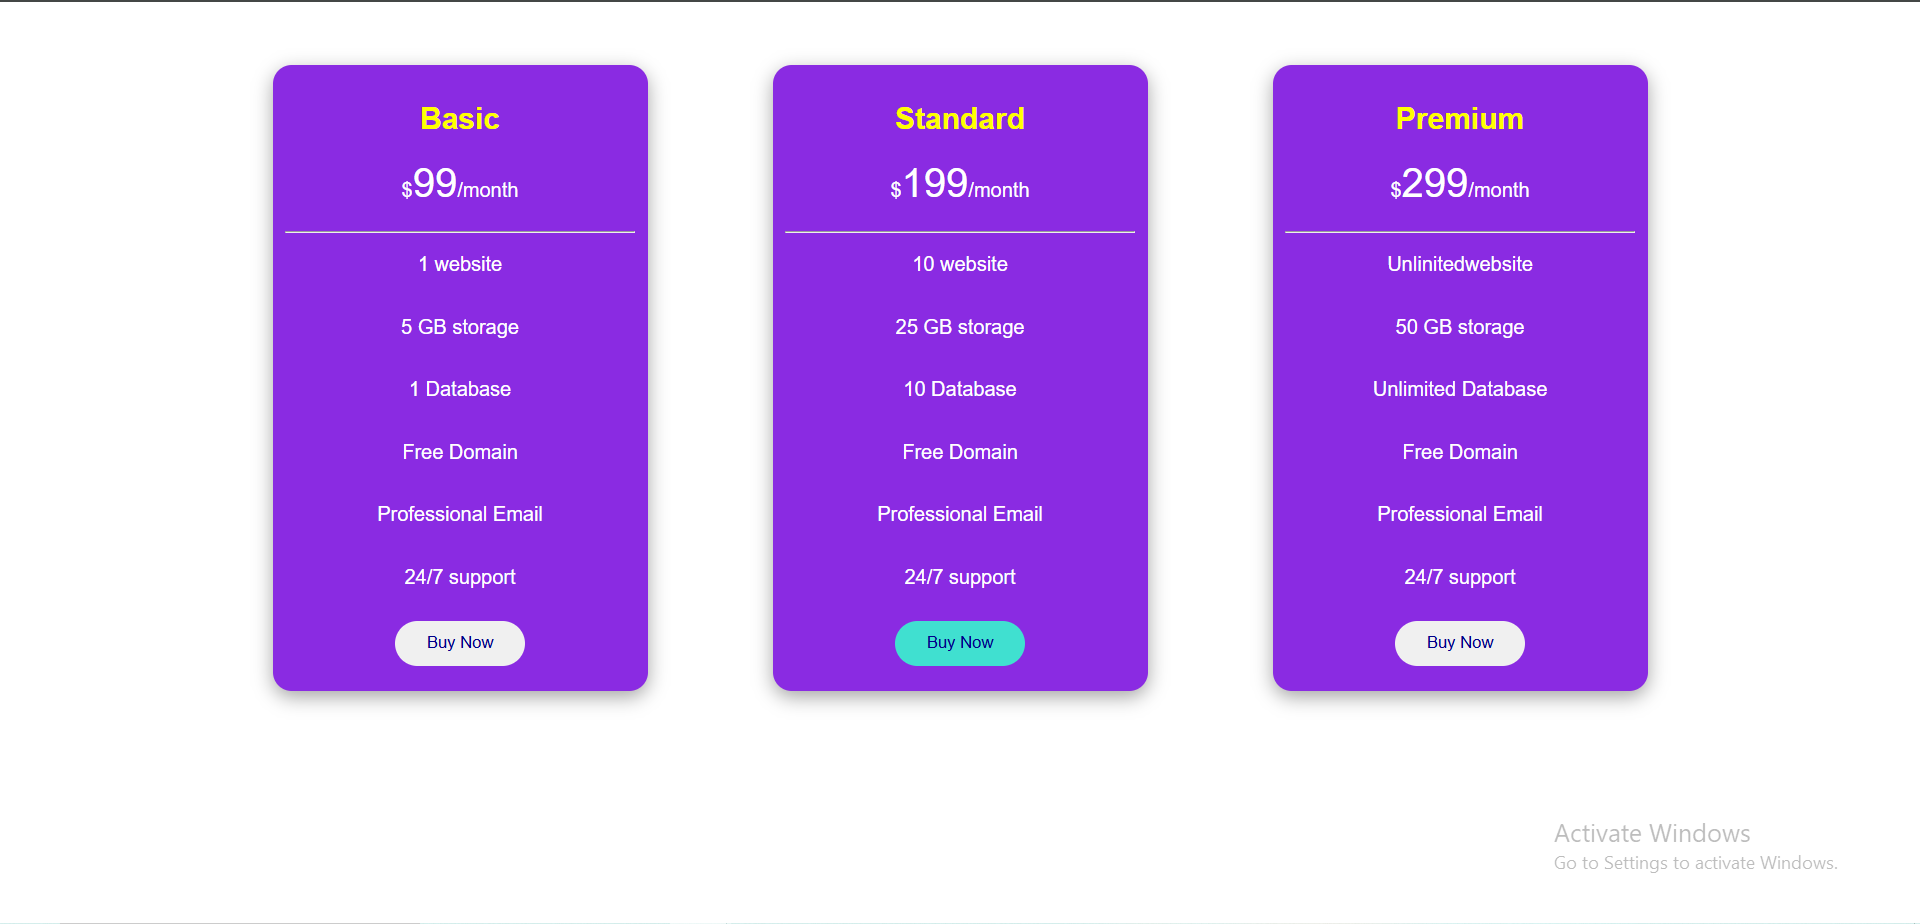 Basic
$99/month
1 website
5 GB storage
1 Database
Free Domain
Professional Email
24/7 support
Buy Now
Standard
$199/month
10 website
25 GB storage
10 Database
Free Domain
Professional Email
24/7 support
Buy Now
Premium
$299/month
Unlinitedwebsite
50 GB storage
Unlimited Database
Free Domain
Professional Email
24/7 support
Buy Now
Activate Windows
Go to Settings to activate Windows.